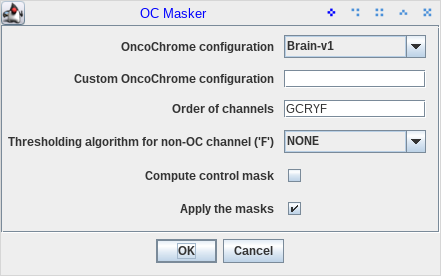 OC Masker
OncoChrome configuration Brain-v1
Custom OncoChrome configuration
Order of channels GCRYF
Thresholding algorithm for non-OC channel ('F') NONE
Compute control mask
Apply the masks
OK Cancel